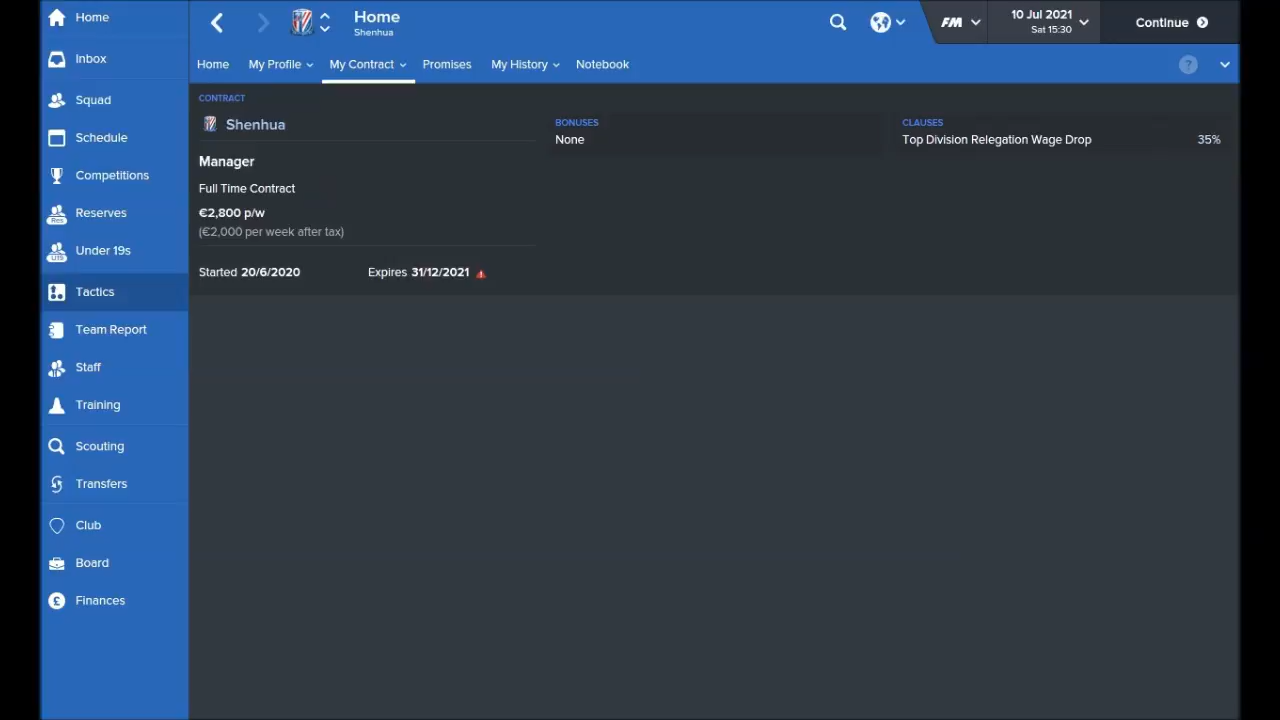 Home
Inbox
Squad
Schedule
Competitions
Res
Reserves
U19
Under 19s
Tactics
Team Report
Staff
Training
Scouting
Transfers
Club
Board
£
Finances
Home
Shenhua
FM
10 Jul 2021
Sat 15:30
Continue
Home
My Profile
My Contract
Promises
My History
Notebook
?
CONTRACT
Shenhua
Manager
Full Time Contract
€2,800 p/w
(€2,000 per week after tax)
Started 20/6/2020
Expires 31/12/2021
BONUSES
None
CLAUSES
Top Division Relegation Wage Drop 35%